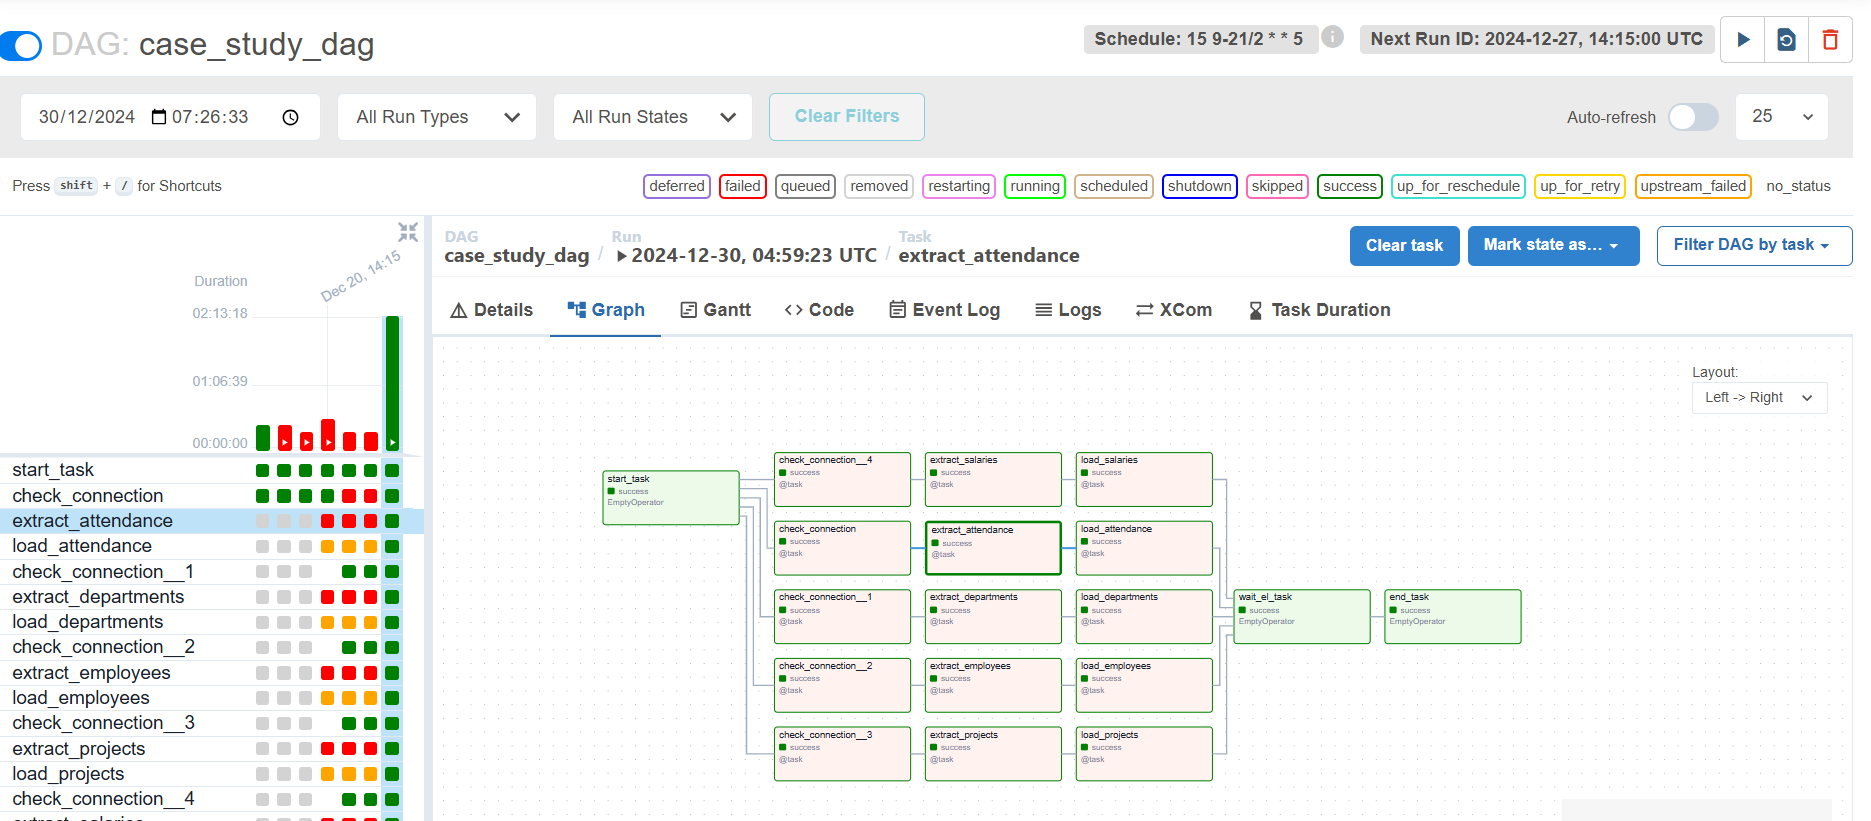 DAG: case_study_dag
Schedule: 15 9-21/2 * * 5
Next Run ID: 2024-12-27, 14:15:00 UTC
30/12/2024 07:26:33
All Run Types
All Run States
Clear Filters
Auto-refresh
25
Press shift + / for Shortcuts
deferred failed queued removed restarting running scheduled shutdown skipped success up_for_reschedule up_for_retry upstream_failed no_status
Duration
Dec 20, 14:15
02:13:18
01:06:39
00:00:00
start_task
check_connection
extract_attendance
load_attendance
check_connection__1
extract_departments
load_departments
check_connection__2
extract_employees
load_employees
check_connection__3
extract_projects
load_projects
check_connection__4
DAG
case_study_dag
/
Run
2024-12-30, 04:59:23 UTC
/
Task
extract_attendance
Clear task
Mark state as…
Filter DAG by task
Details
Graph
Gantt
Code
Event Log
Logs
XCom
Task Duration
Layout:
Left -> Right
start_task
success
EmptyOperator
check_connection__4
success
@task
extract_salaries
success
@task
load_salaries
success
@task
check_connection
success
@task
extract_attendance
success
@task
load_attendance
success
@task
check_connection__1
success
@task
extract_departments
success
@task
load_departments
success
@task
wait_el_task
success
EmptyOperator
end_task
success
EmptyOperator
check_connection__2
success
@task
extract_employees
success
@task
load_employees
success
@task
check_connection__3
success
@task
extract_projects
success
@task
load_projects
success
@task